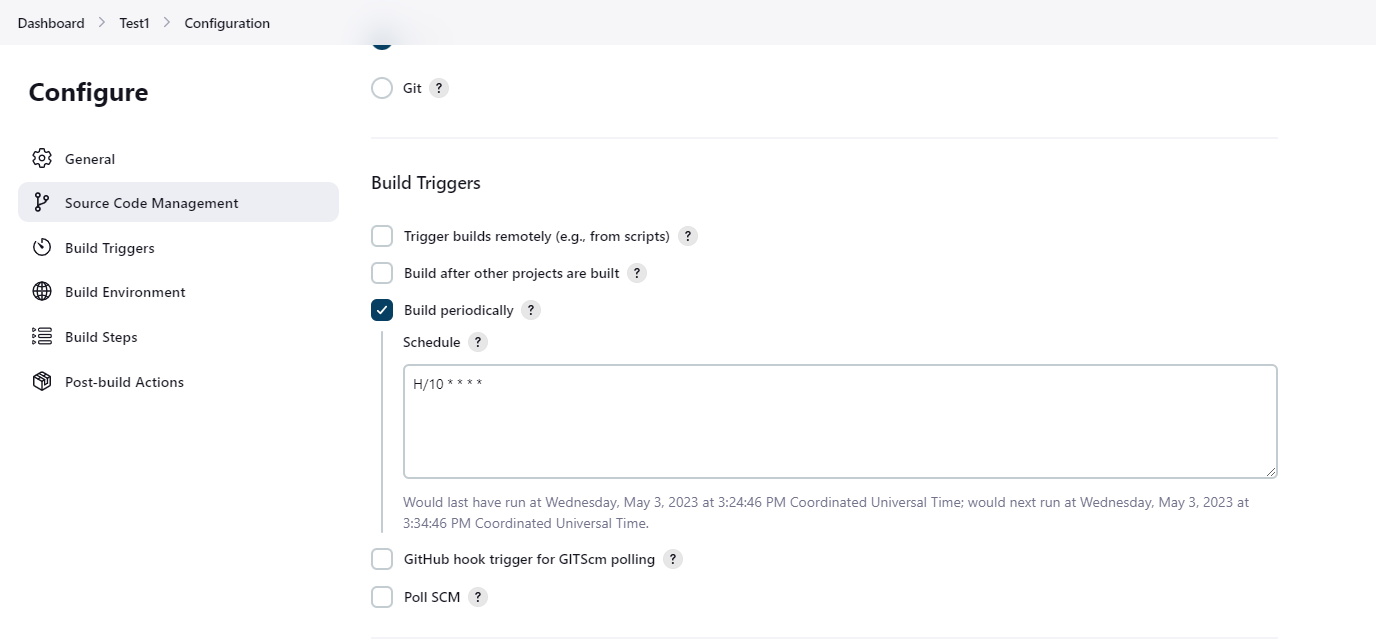 Dashboard > Test1 > Configuration
Configure
General
Source Code Management
Build Triggers
Build Environment
Build Steps
Post-build Actions
Git ?
Build Triggers
Trigger builds remotely (e.g., from scripts) ?
Build after other projects are built ?
Build periodically ?
Schedule ?
H/10 * * * *
Would last have run at Wednesday, May 3, 2023 at 3:24:46 PM Coordinated Universal Time; would next run at Wednesday, May 3, 2023 at
3:34:46 PM Coordinated Universal Time.
GitHub hook trigger for GITScm polling ?
Poll SCM ?